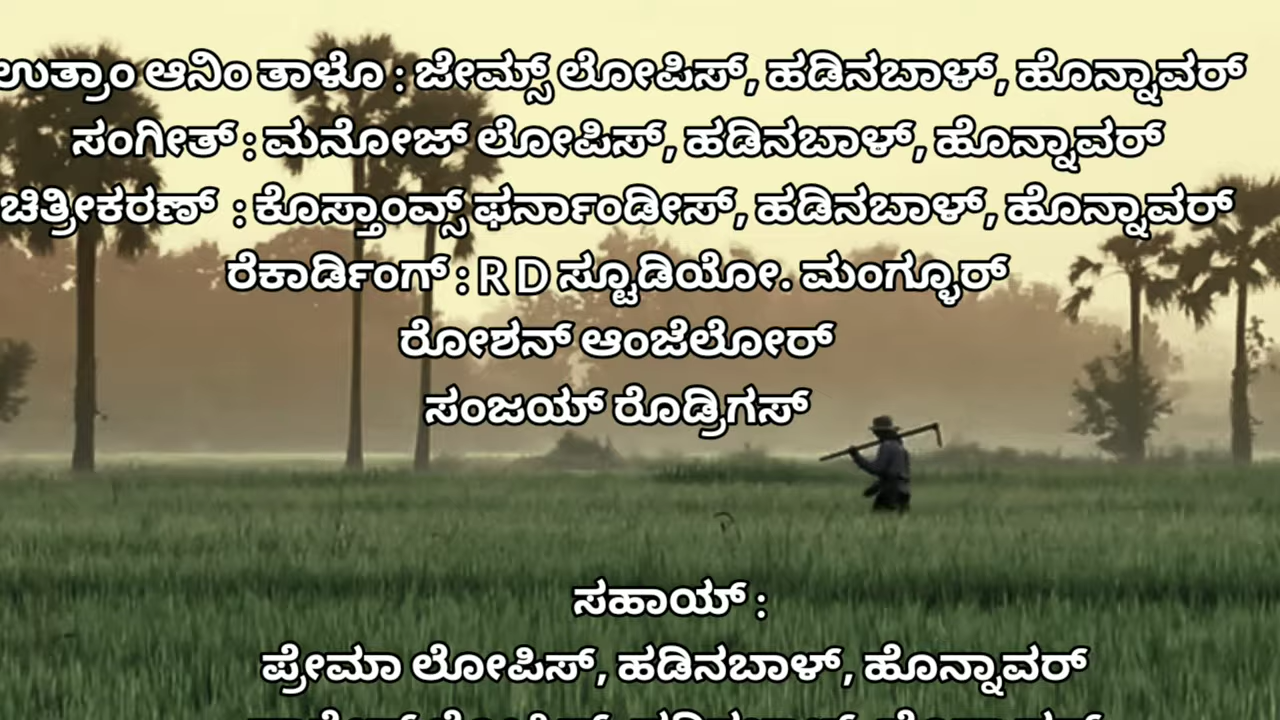 ಉತ್ರಾಂ ಆನಿಂ ತಾಳೊ : ಜೇಮ್ಸ್ ಲೋಪಿಸ್, ಹಡಿನಬಾಳ್, ಹೊನ್ನಾವರ್
ಸಂಗೀತ್ : ಮನೋಜ್ ಲೋಪಿಸ್, ಹಡಿನಬಾಳ್, ಹೊನ್ನಾವರ್
ಚಿತ್ರೀಕರಣ್ : ಕೊಸ್ತಾಂವ್ಸ್ ಫರ್ನಾಂಡೀಸ್, ಹಡಿನಬಾಳ್, ಹೊನ್ನಾವರ್
ರೆಕಾರ್ಡಿಂಗ್ : R D ಸ್ಟೂಡಿಯೋ. ಮಂಗ್ಳೂರ್
ರೋಶನ್ ಆಂಜೆಲೋರ್
ಸಂಜಯ್ ರೊಡ್ರಿಗಸ್
ಸಹಾಯ್ :
ಪ್ರೇಮಾ ಲೋಪಿಸ್, ಹಡಿನಬಾಳ್, ಹೊನ್ನಾವರ್